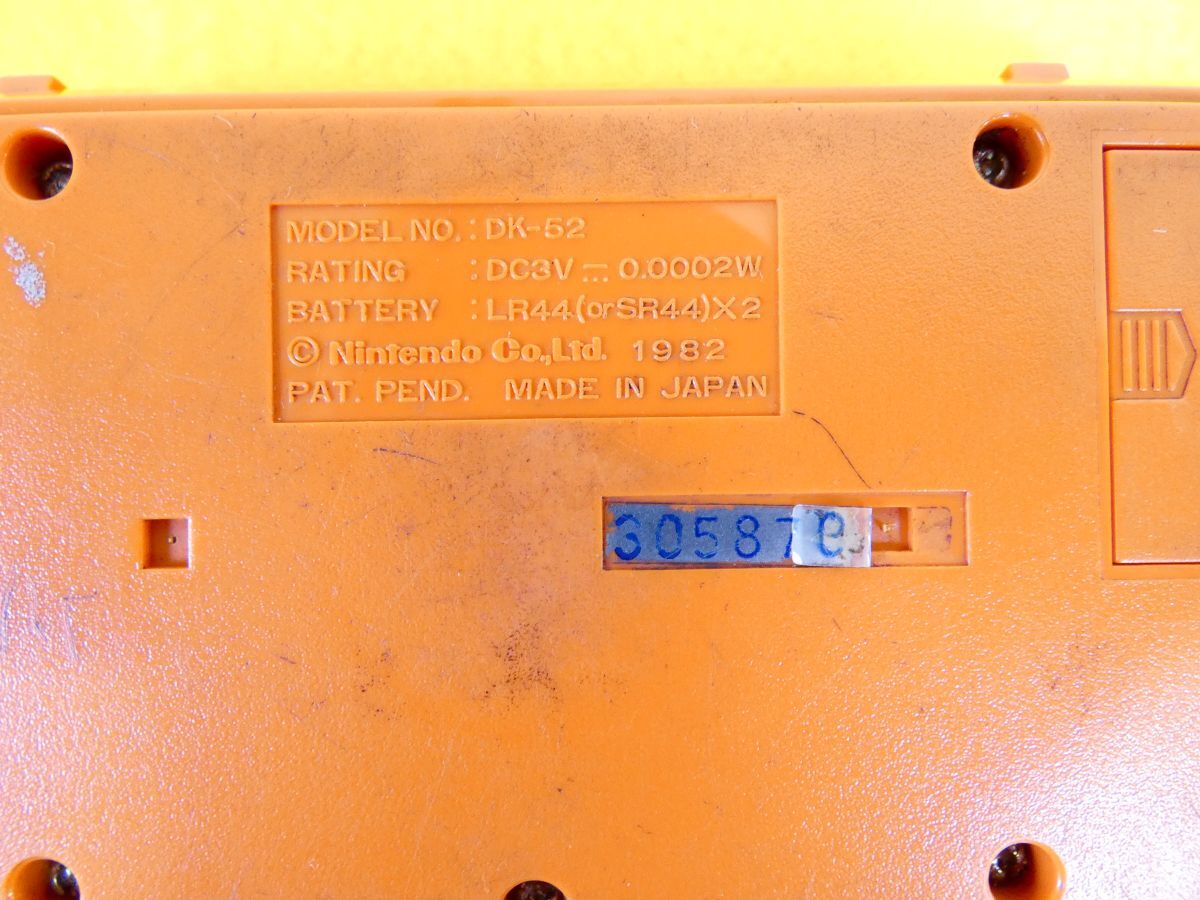 MODEL NO. : DK-52
RATING : DC3V ⎓ 0.0002W
BATTERY : LR44(orSR44)X2
© Nintendo Co.,Ltd. 1982
PAT. PEND. MADE IN JAPAN